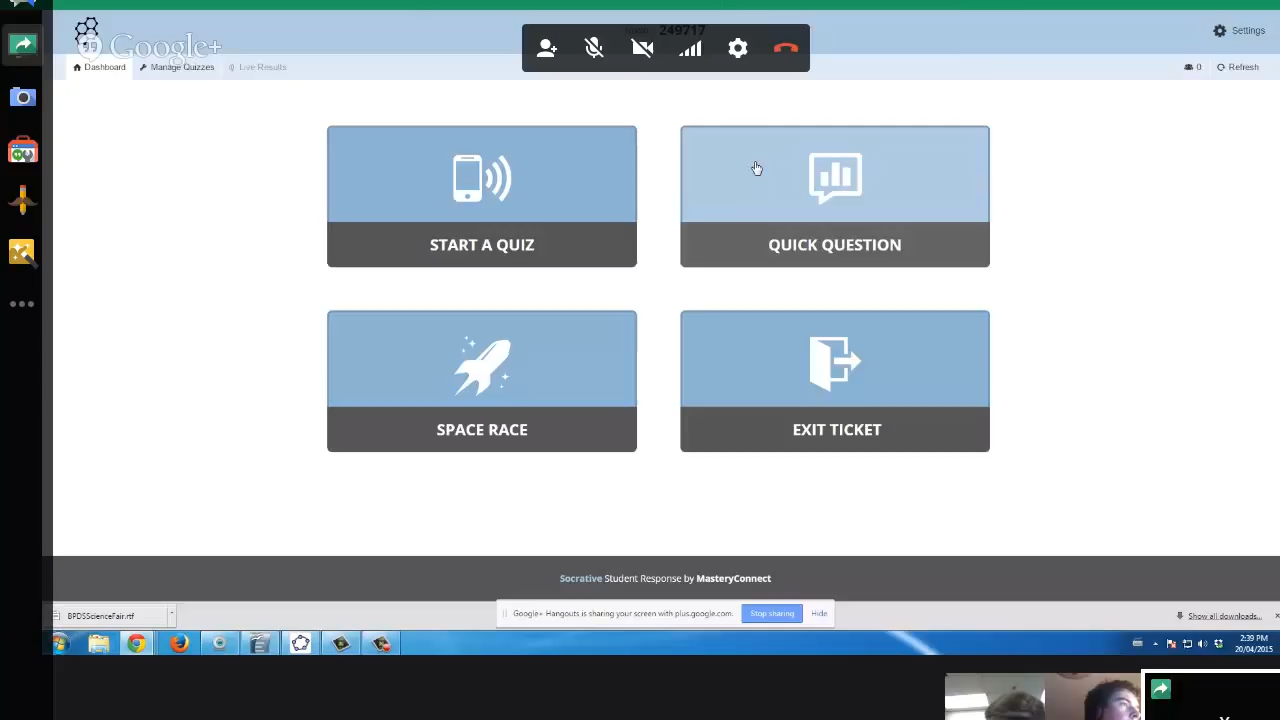 249717
Google+
Settings
Dashboard
Manage Quizzes
Live Results
0
Refresh
START A QUIZ
QUICK QUESTION
SPACE RACE
EXIT TICKET
Socrative Student Response by MasteryConnect
BPDSScienceFair.rtf
Google+ Hangouts is sharing your screen with plus.google.com.
Stop sharing
Hide
Show all downloads...
2:39 PM
20/04/2015